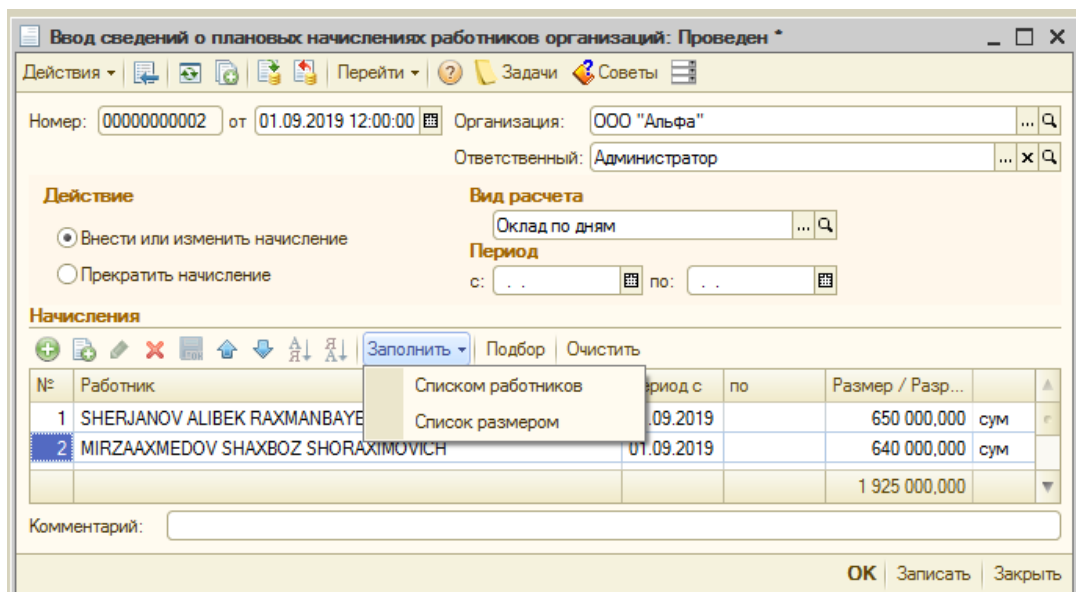 Ввод сведений о плановых начислениях работников организаций: Проведен *
Действия Перейти Задачи Советы
Номер: 00000000002 от 01.09.2019 12:00:00 Организация: ООО "Альфа" ...
Ответственный: Администратор ...
Действие Вид расчета
Внести или изменить начисление Оклад по дням ...
Период
Прекратить начисление с: . . по: . .
Начисления
Заполнить Подбор Очистить
№ Работник Списком работников по Размер / Разр...
1 SHERJANOV ALIBEK Список размером .09.2019 650 000,000 сум
2 MIRZAAXMEDOV SHAXBOZ SHORAXIMOVICH 01.09.2019 640 000,000 сум
1 925 000,000
Комментарий:
OK Записать Закрыть